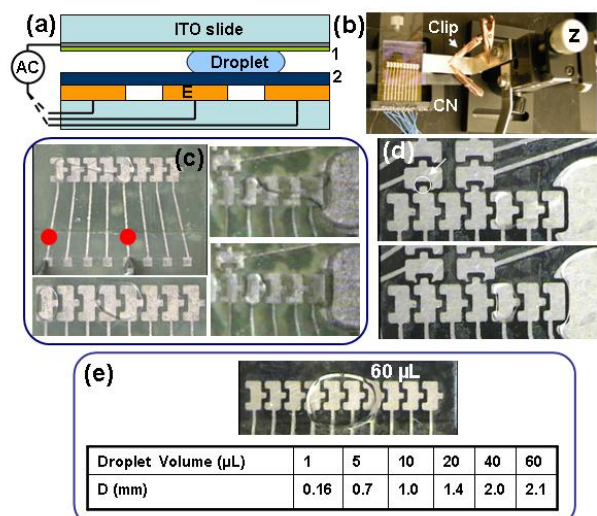 (a)
ITO slide
1
AC
Droplet
2
E
(b)
Clip
Z
CN
(c)
(d)
(e)
60 µL
Droplet Volume (µL) 1 5 10 20 40 60
D (mm) 0.16 0.7 1.0 1.4 2.0 2.1